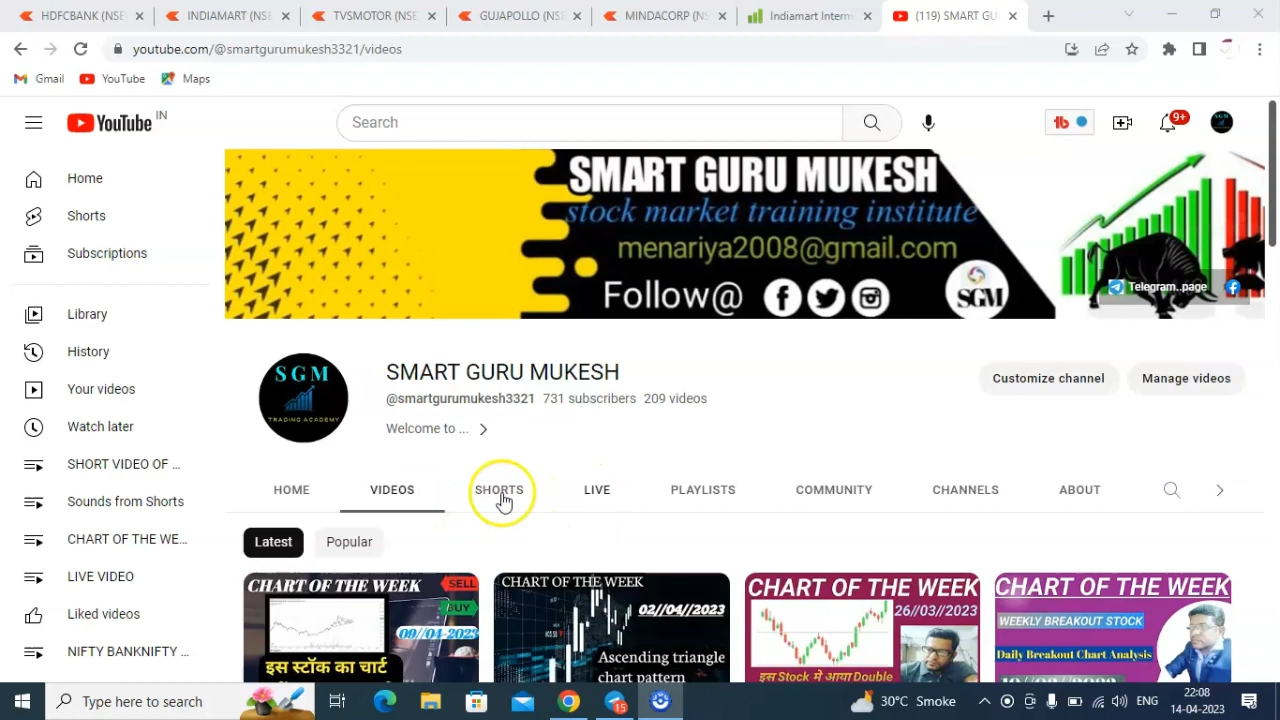 HDFCBANK (NSE
INDIAMART (NSE
TVSMOTOR (NSE
GUJAPOLLO (NSE
MINDACORP (NSE
Indiamart Interm
(119) SMART GU
youtube.com/@smartgurumukesh3321/videos
Gmail
YouTube
Maps
YouTube IN
Search
9+
Home
Shorts
Subscriptions
Library
History
Your videos
Watch later
SHORT VIDEO OF ...
Sounds from Shorts
CHART OF THE WE...
LIVE VIDEO
Liked videos
NIFTY BANKNIFTY ...
SMART GURU MUKESH
stock market training institute
menariya2008@gmail.com
Follow@
SGM
Telegram..page
SGM
TRADING ACADEMY
SMART GURU MUKESH
@smartgurumukesh3321 731 subscribers 209 videos
Welcome to ...
Customize channel
Manage videos
HOME
VIDEOS
SHORTS
LIVE
PLAYLISTS
COMMUNITY
CHANNELS
ABOUT
Latest
Popular
CHART OF THE WEEK
SELL
BUY
09//04-2023
इस स्टॉक का चार्ट
CHART OF THE WEEK
02//04//2023
Ascending triangle
chart pattern
CHART OF THE WEEK
26//03//2023
इस Stock मे आया Double
CHART OF THE WEEK
WEEKLY BREAKOUT STOCK
Daily Breakout Chart Analysis
Type here to search
15
30°C Smoke
ENG
22:08
14-04-2023